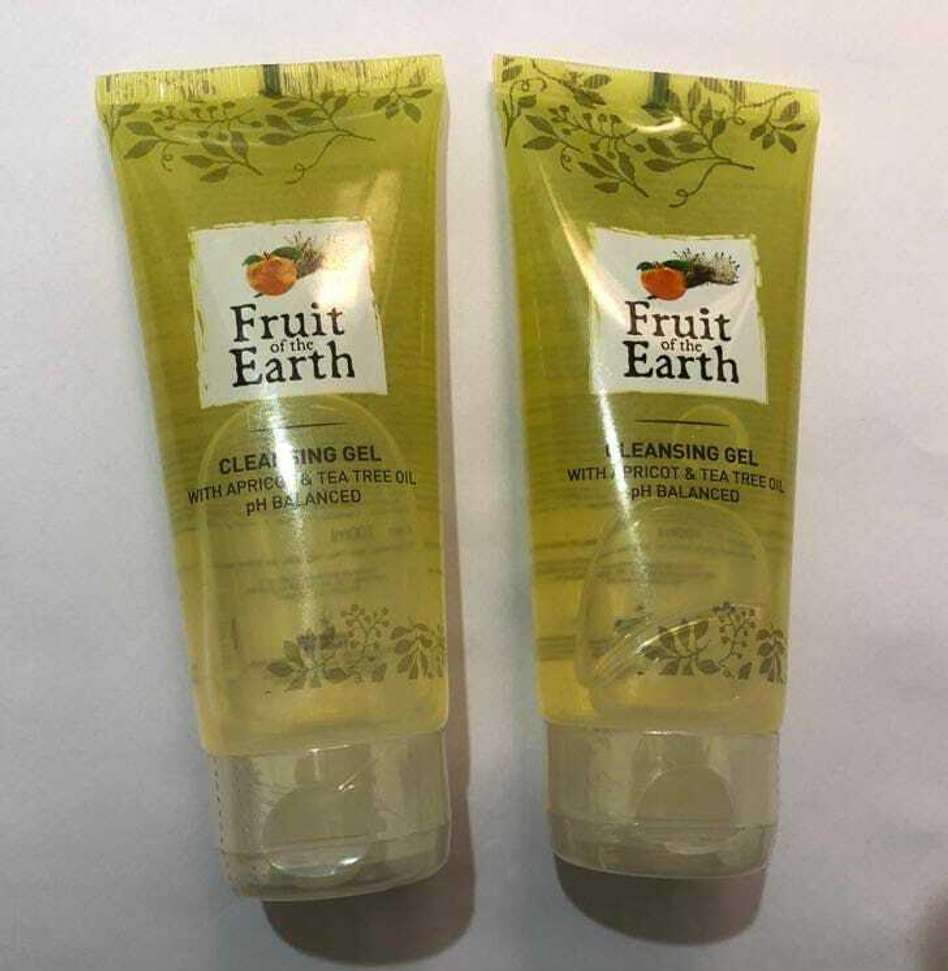 Fruit
of the
Earth
CLEANSING GEL
WITH APRICOT & TEA TREE OIL
pH BALANCED
Fruit
of the
Earth
CLEANSING GEL
WITH APRICOT & TEA TREE OIL
pH BALANCED